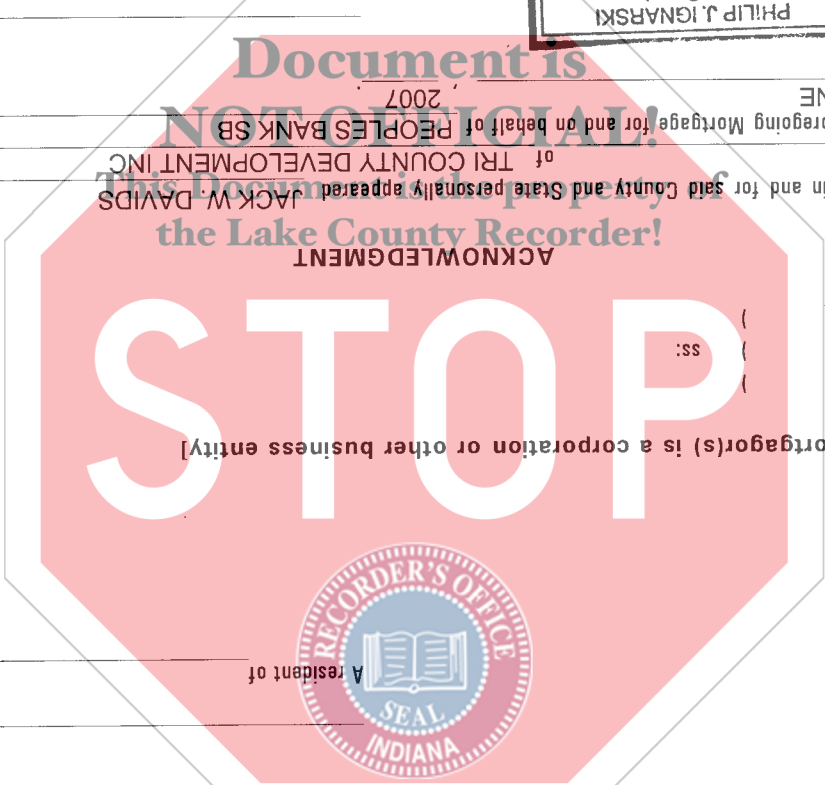 Document is
NOT OFFICIAL!
This Document is the property of
the Lake County Recorder!
STOP
RECORDER'S OFFICE
SEAL
INDIANA
A resident of
ortgagor(s) is a corporation or other business entity]
)
) ss:
)
ACKNOWLEDGMENT
in and for said County and State personally appeared JACK W. DAVIDS
of TRI COUNTY DEVELOPMENT INC
oregoing Mortgage for and on behalf of PEOPLES BANK SB
NE , 2007 .
PHILIP J. IGNARSKI